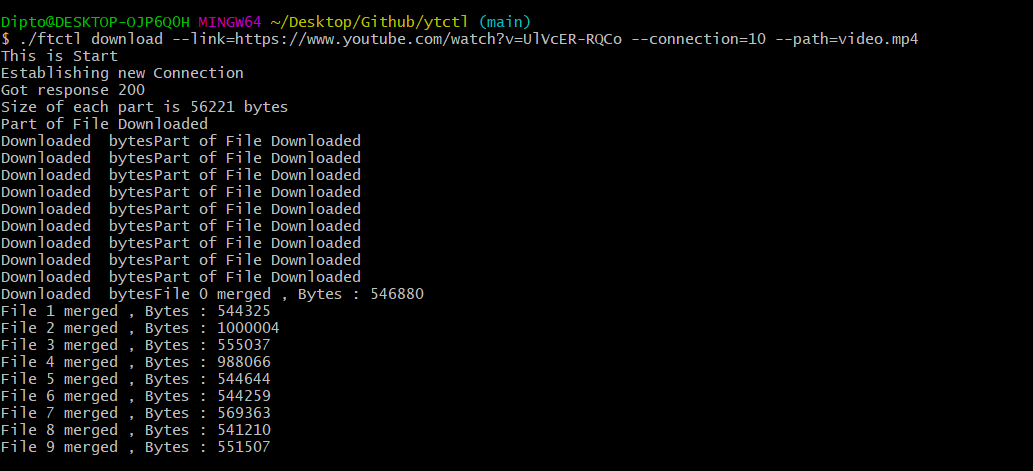 Dipto@DESKTOP-OJP6Q0H MINGW64 ~/Desktop/Github/ytctl (main)
$ ./ftctl download --link=https://www.youtube.com/watch?v=UlVcER-RQCo --connection=10 --path=video.mp4
This is Start
Establishing new Connection
Got response 200
Size of each part is 56221 bytes
Part of File Downloaded
Downloaded  bytesPart of File Downloaded
Downloaded  bytesPart of File Downloaded
Downloaded  bytesPart of File Downloaded
Downloaded  bytesPart of File Downloaded
Downloaded  bytesPart of File Downloaded
Downloaded  bytesPart of File Downloaded
Downloaded  bytesPart of File Downloaded
Downloaded  bytesPart of File Downloaded
Downloaded  bytesPart of File Downloaded
Downloaded  bytesFile 0 merged , Bytes : 546880
File 1 merged , Bytes : 544325
File 2 merged , Bytes : 1000004
File 3 merged , Bytes : 555037
File 4 merged , Bytes : 988066
File 5 merged , Bytes : 544644
File 6 merged , Bytes : 544259
File 7 merged , Bytes : 569363
File 8 merged , Bytes : 541210
File 9 merged , Bytes : 551507